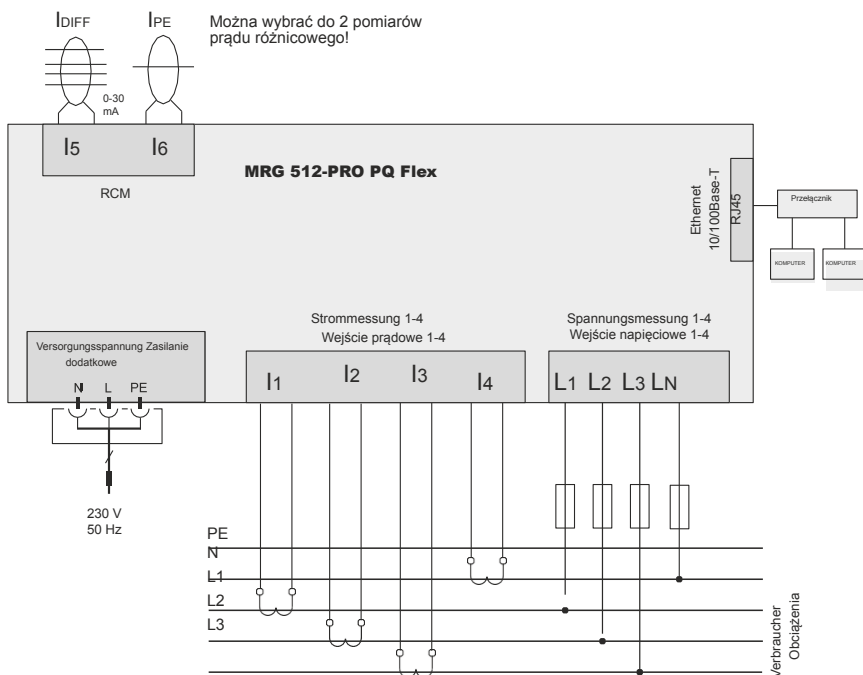 IDIFF
IPE
Można wybrać do 2 pomiarów
prądu różnicowego!
0-30
mA
I5
I6
RCM
MRG 512-PRO PQ Flex
Ethernet
10/100Base-T
RJ45
Przełącznik
KOMPUTER
KOMPUTER
Strommessung 1-4
Wejście prądowe 1-4
Spannungsmessung 1-4
Wejście napięciowe 1-4
Versorgungsspannung Zasilanie
dodatkowe
N L PE
I1 I2 I3 I4
L1 L2 L3 LN
230 V
50 Hz
PE
N
L1
L2
L3
Verbraucher
Obciążenia